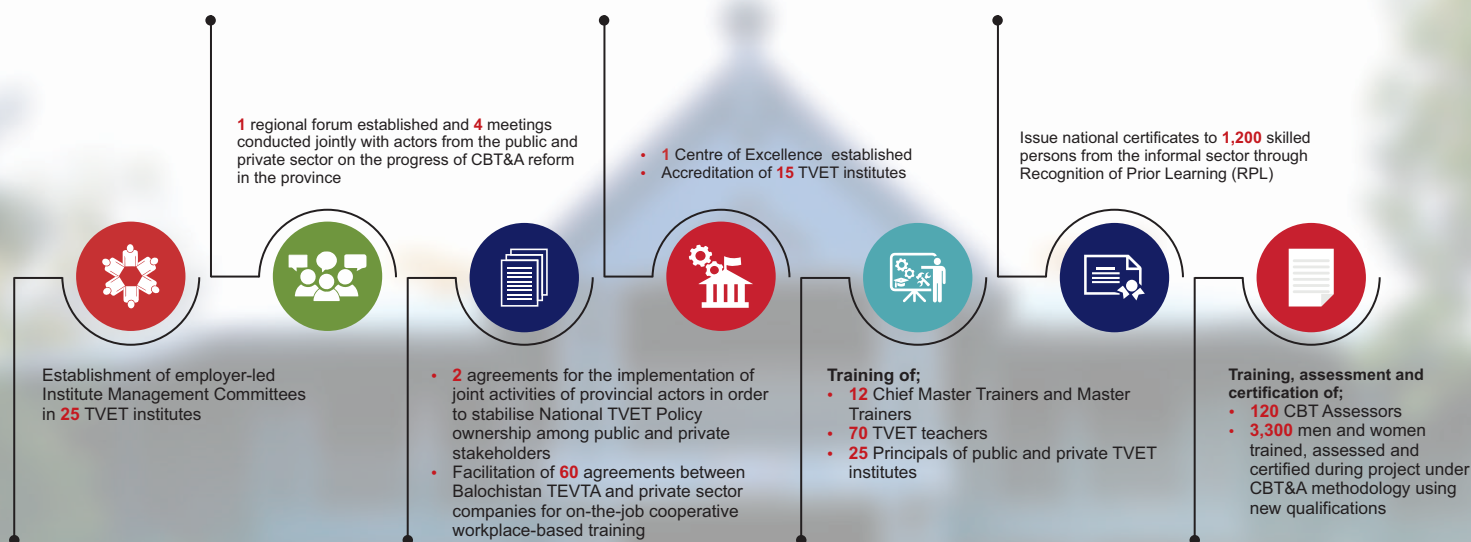 Establishment of employer-led
Institute Management Committees
in 25 TVET institutes
1 regional forum established and 4 meetings
conducted jointly with actors from the public and
private sector on the progress of CBT&A reform
in the province
• 2 agreements for the implementation of
joint activities of provincial actors in order
to stabilise National TVET Policy
ownership among public and private
stakeholders
• Facilitation of 60 agreements between
Balochistan TEVTA and private sector
companies for on-the-job cooperative
workplace-based training
• 1 Centre of Excellence established
• Accreditation of 15 TVET institutes
Training of;
• 12 Chief Master Trainers and Master
Trainers
• 70 TVET teachers
• 25 Principals of public and private TVET
institutes
Issue national certificates to 1,200 skilled
persons from the informal sector through
Recognition of Prior Learning (RPL)
Training, assessment and
certification of;
• 120 CBT Assessors
• 3,300 men and women
trained, assessed and
certified during project under
CBT&A methodology using
new qualifications